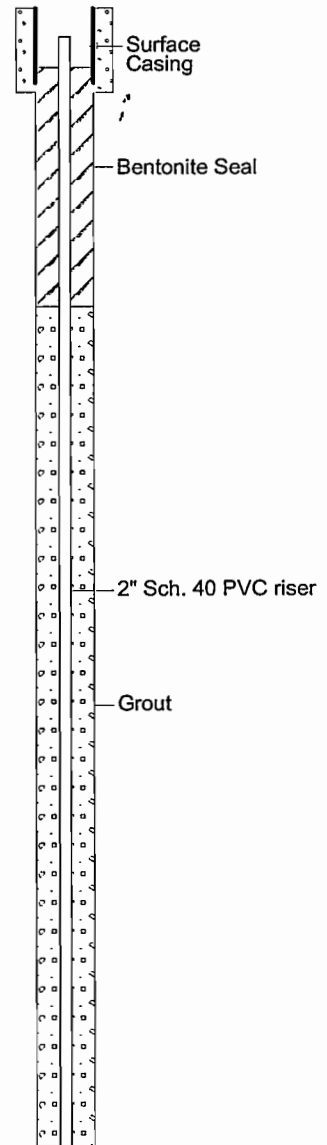 Surface
Casing
Bentonite Seal
2" Sch. 40 PVC riser
Grout